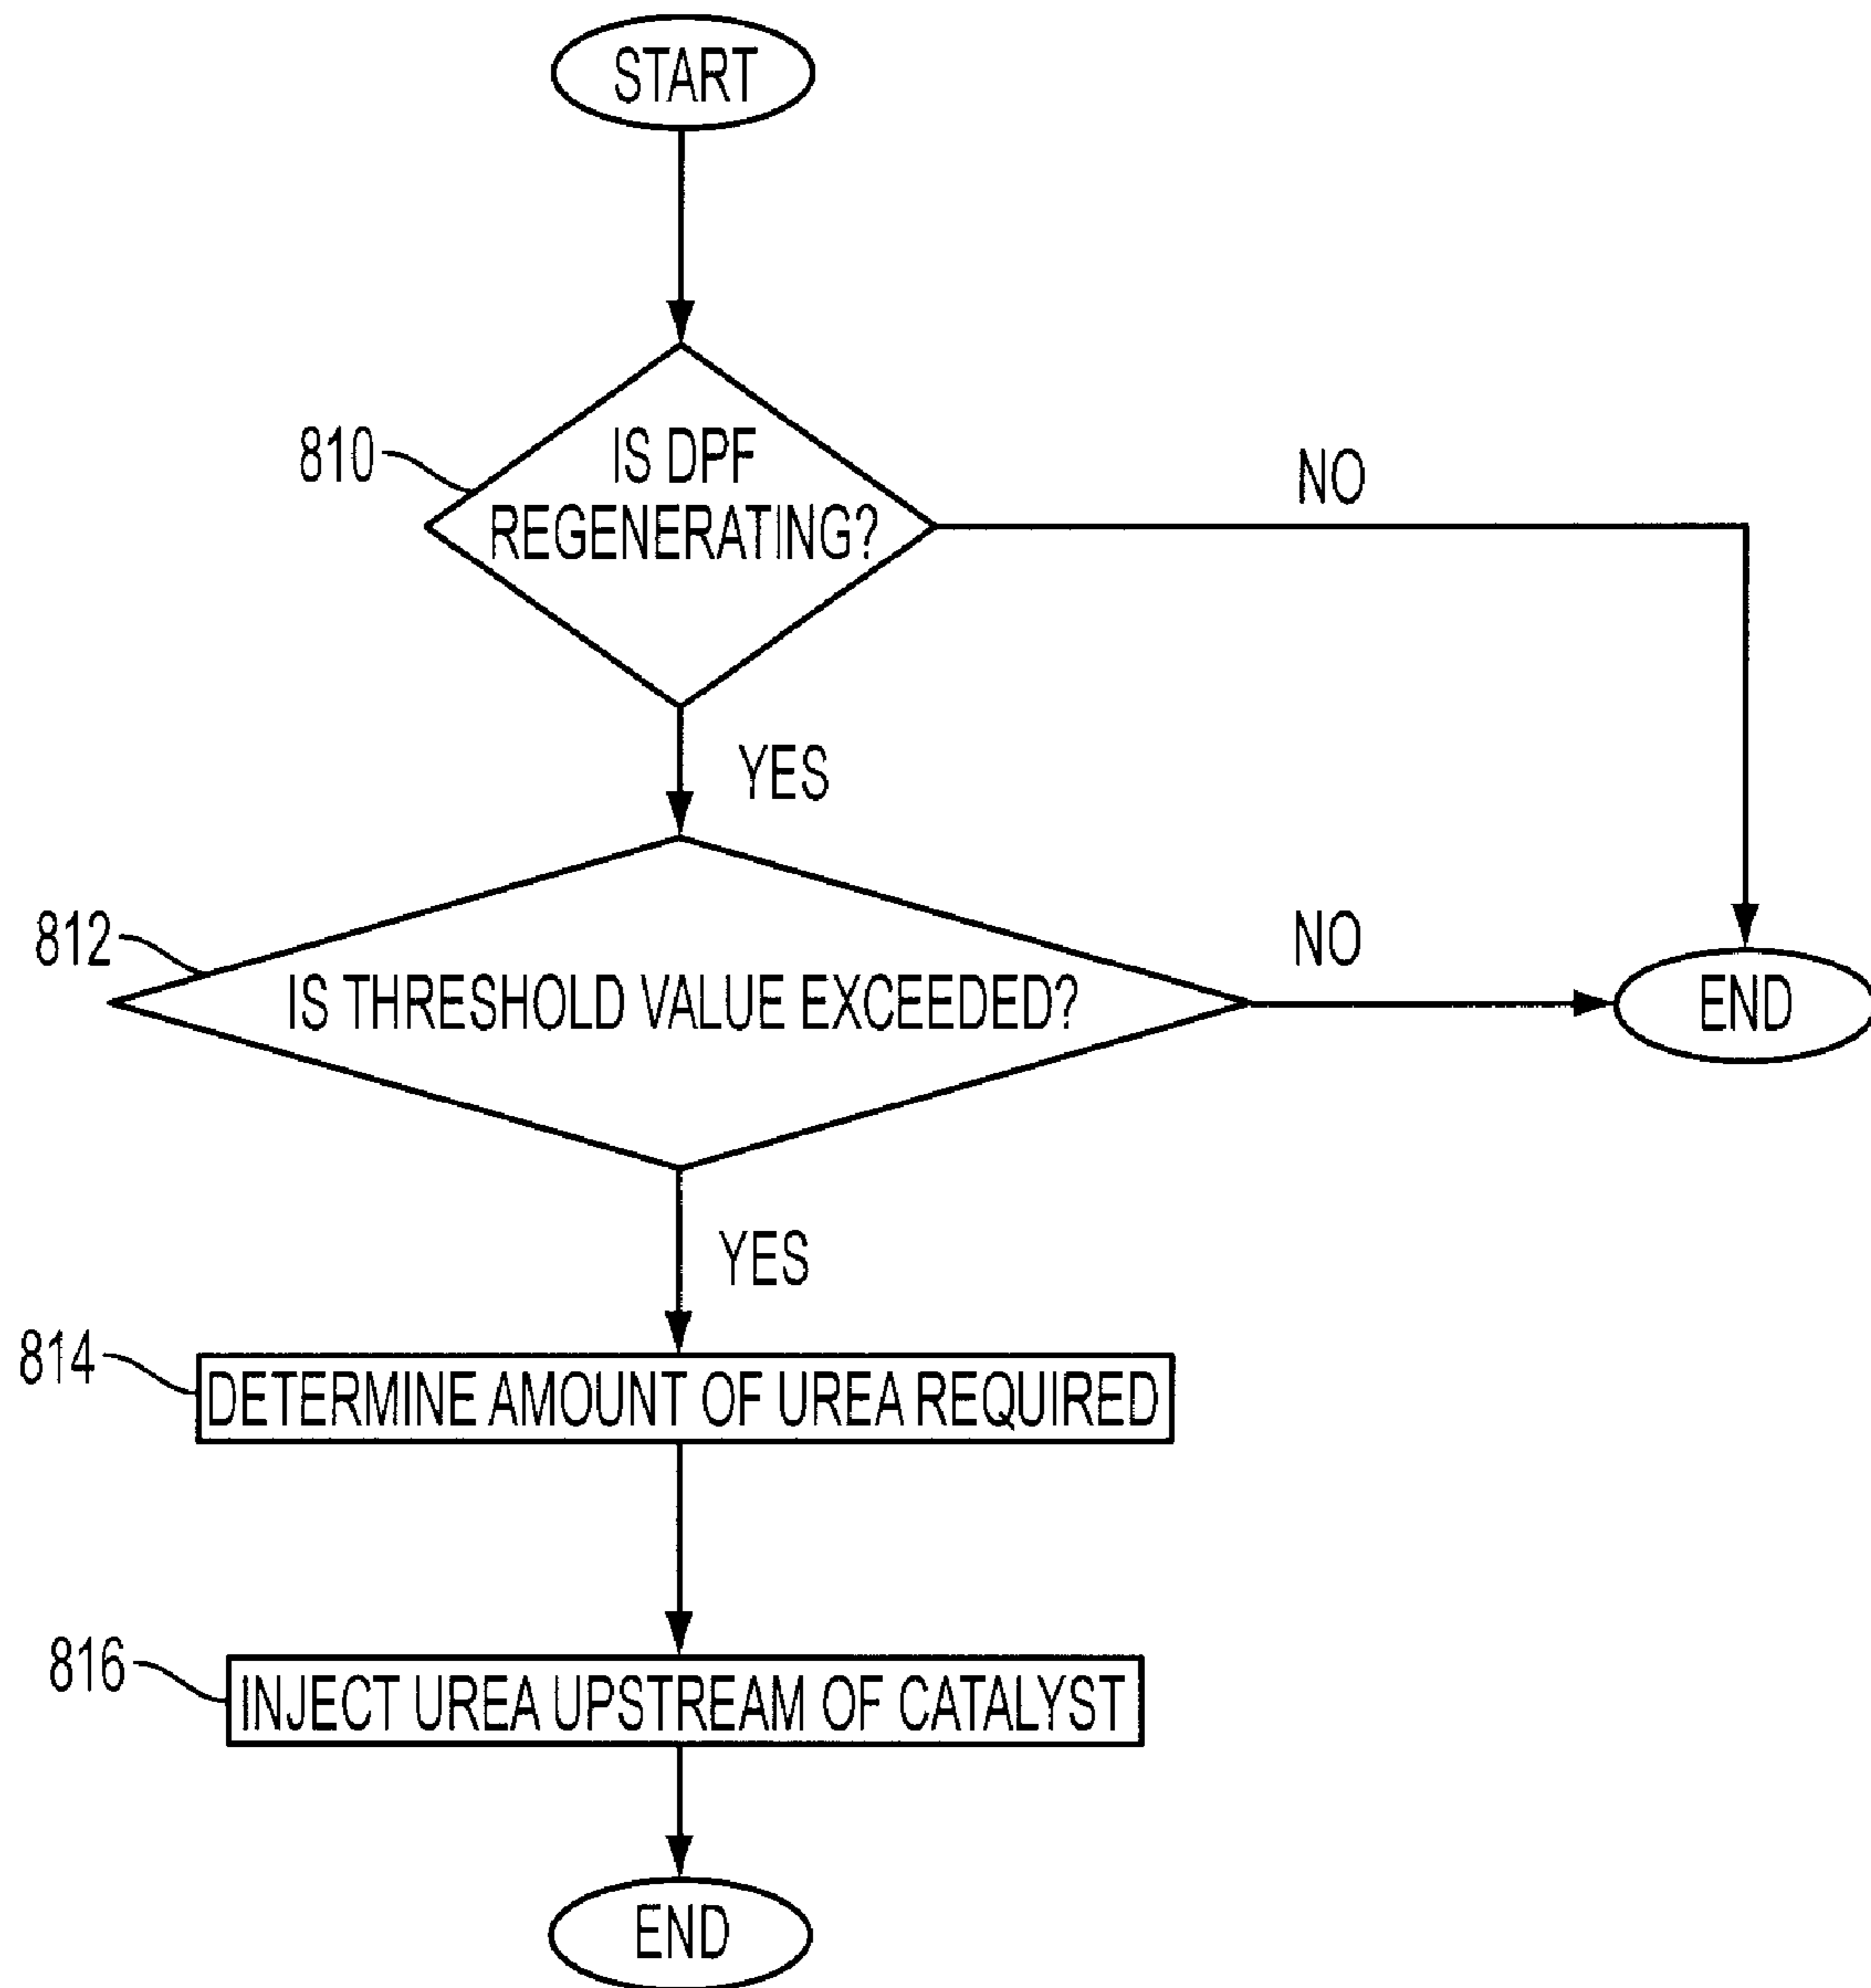 START
810
IS DPF
REGENERATING?
NO
YES
812
IS THRESHOLD VALUE EXCEEDED?
NO
END
YES
814
DETERMINE AMOUNT OF UREA REQUIRED
816
INJECT UREA UPSTREAM OF CATALYST
END